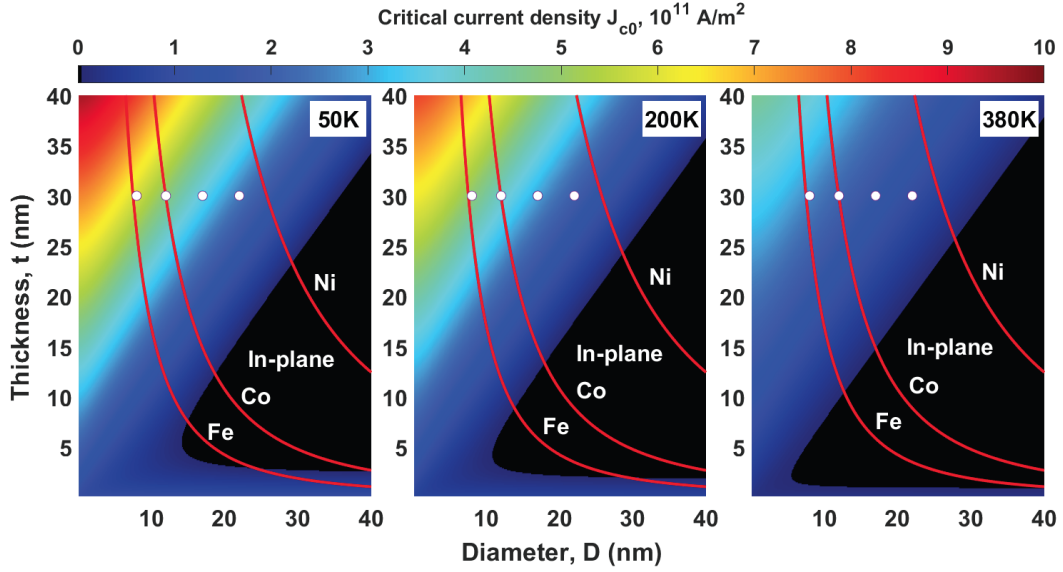 Critical current density J_c0, 10^11 A/m^2
0 1 2 3 4 5 6 7 8 9 10
Thickness, t (nm)
40
35
30
25
20
15
10
5
50K
Ni
In-plane
Co
Fe
10 20 30 40
40
35
30
25
20
15
10
5
200K
Ni
In-plane
Co
Fe
10 20 30 40
40
35
30
25
20
15
10
5
380K
Ni
In-plane
Co
Fe
10 20 30 40
Diameter, D (nm)